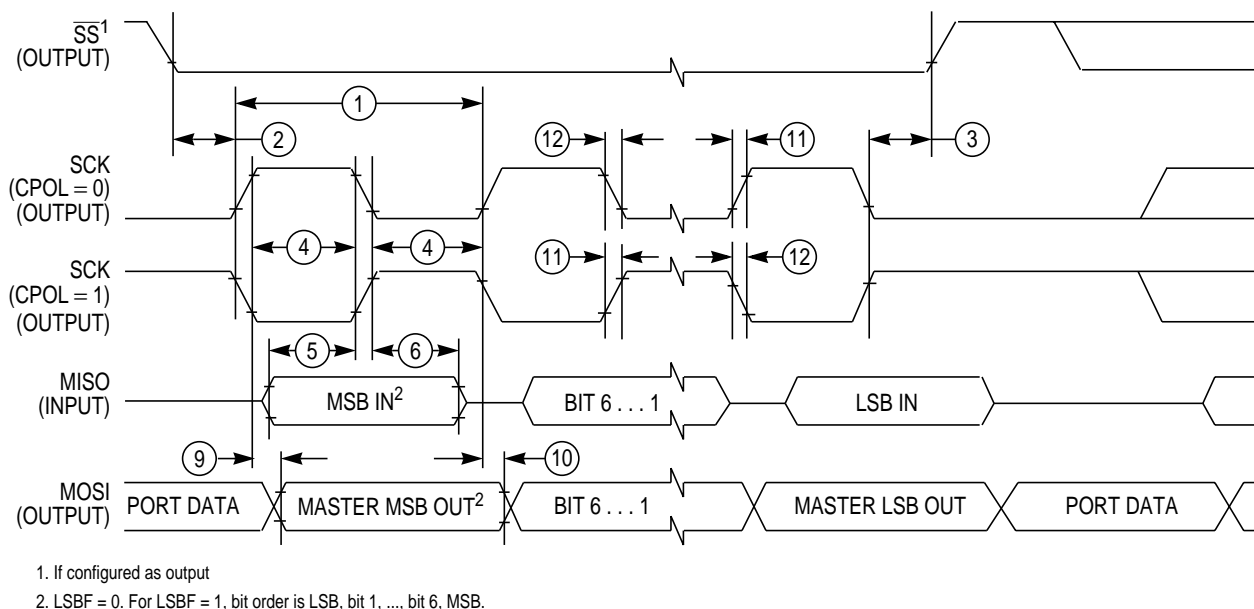 SS1
(OUTPUT)
1
2
12
11
3
SCK
(CPOL = 0)
(OUTPUT)
4
4
11
12
SCK
(CPOL = 1)
(OUTPUT)
5
6
MISO
(INPUT)
MSB IN2
BIT 6 . . . 1
LSB IN
9
10
MOSI
(OUTPUT)
PORT DATA
MASTER MSB OUT2
BIT 6 . . . 1
MASTER LSB OUT
PORT DATA
1. If configured as output
2. LSBF = 0. For LSBF = 1, bit order is LSB, bit 1, ..., bit 6, MSB.